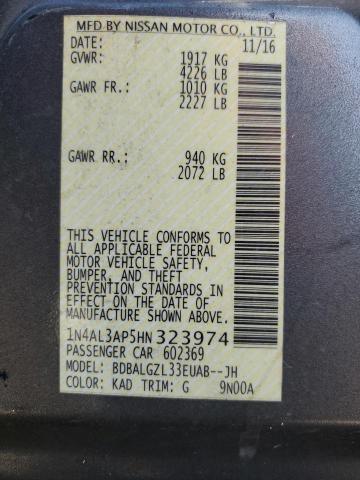 MFD BY NISSAN MOTOR CO., LTD.
DATE: 11/16
GVWR: 1917 KG
4226 LB
GAWR FR.: 1010 KG
2227 LB
GAWR RR.: 940 KG
2072 LB
THIS VEHICLE CONFORMS TO
ALL APPLICABLE FEDERAL
MOTOR VEHICLE SAFETY,
BUMPER, AND THEFT
PREVENTION STANDARDS
IN EFFECT ON THE DATE OF
MANUFACTURE SHOWN ABOVE.
1N4AL3AP5HN 323974
PASSENGER CAR 602369
MODEL: BDBALGZL33EUAB--JH
COLOR: KAD TRIM: G 9N00A